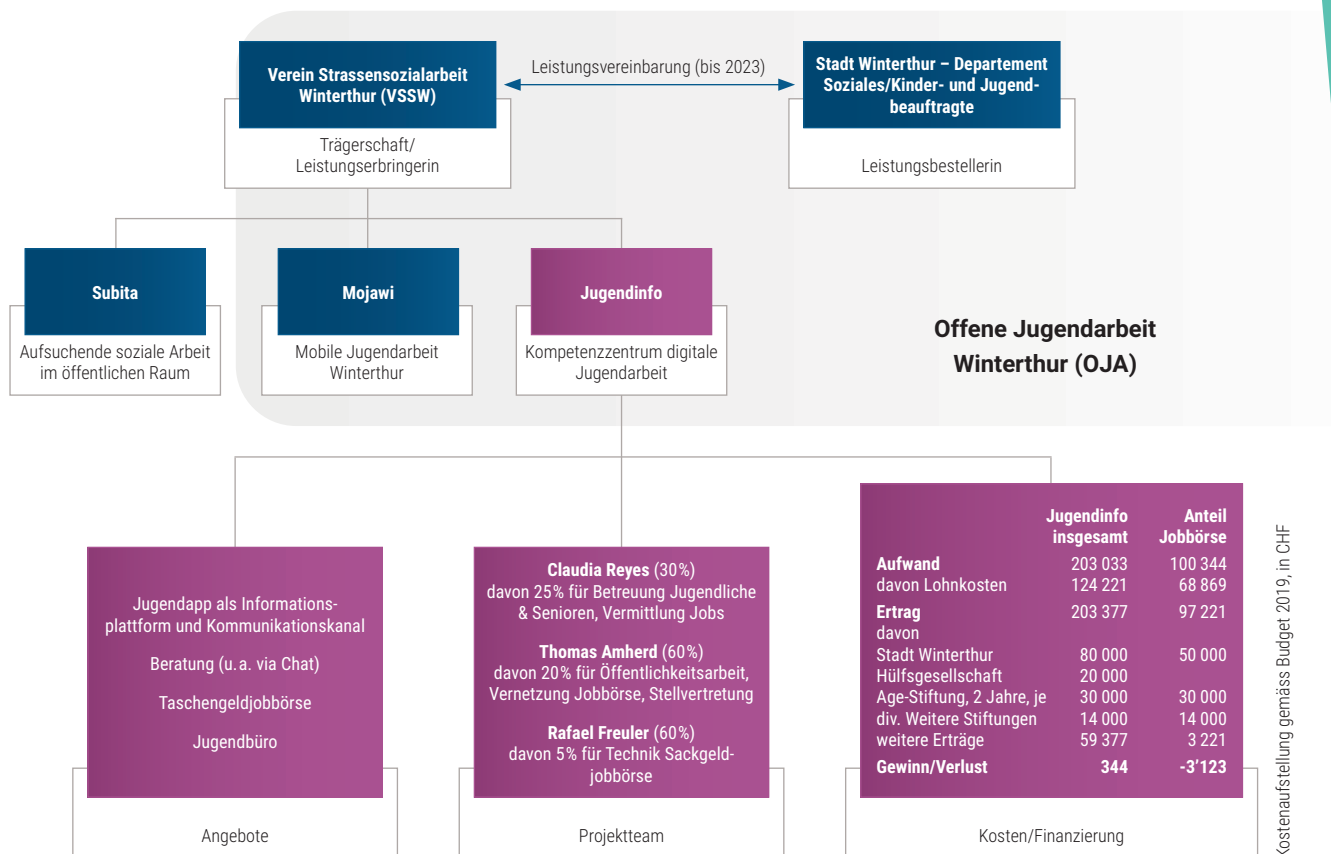 Verein Strassensozialarbeit
Winterthur (VSSW)
Trägerschaft/
Leistungserbringerin
Leistungsvereinbarung (bis 2023)
Stadt Winterthur – Departement
Soziales/Kinder- und Jugend-
beauftragte
Leistungsbestellerin
Subita
Aufsuchende soziale Arbeit
im öffentlichen Raum
Mojawi
Mobile Jugendarbeit
Winterthur
Jugendinfo
Kompetenzzentrum digitale
Jugendarbeit
Offene Jugendarbeit
Winterthur (OJA)
Jugendapp als Informations-
plattform und Kommunikationskanal
Beratung (u. a. via Chat)
Taschengeldjobbörse
Jugendbüro
Angebote
Claudia Reyes (30%)
davon 25% für Betreuung Jugendliche
& Senioren, Vermittlung Jobs
Thomas Amherd (60%)
davon 20% für Öffentlichkeitsarbeit,
Vernetzung Jobbörse, Stellvertretung
Rafael Freuler (60%)
davon 5% für Technik Sackgeld-
jobbörse
Projektteam
Jugendinfo Anteil
insgesamt Jobbörse
Aufwand 203 033 100 344
davon Lohnkosten 124 221 68 869
Ertrag 203 377 97 221
davon
Stadt Winterthur 80 000 50 000
Hülfsgesellschaft 20 000
Age-Stiftung, 2 Jahre, je 30 000 30 000
div. Weitere Stiftungen 14 000 14 000
weitere Erträge 59 377 3 221
Gewinn/Verlust 344 -3'123
Kosten/Finanzierung
Kostenaufstellung gemäss Budget 2019, in CHF